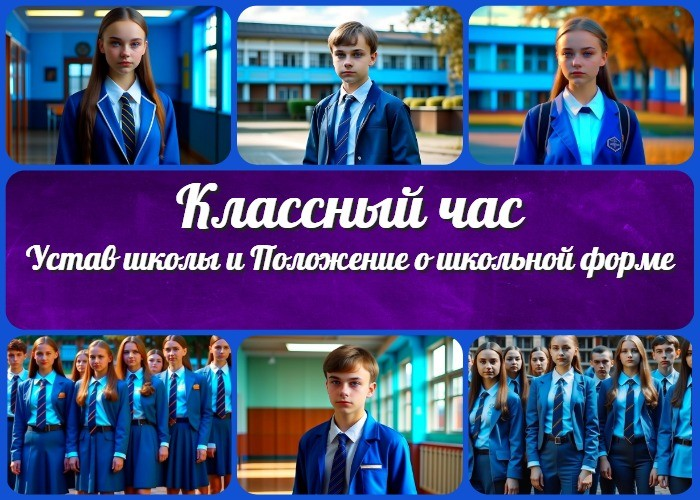 Классный час
Устав школы и Положение о школьной форме